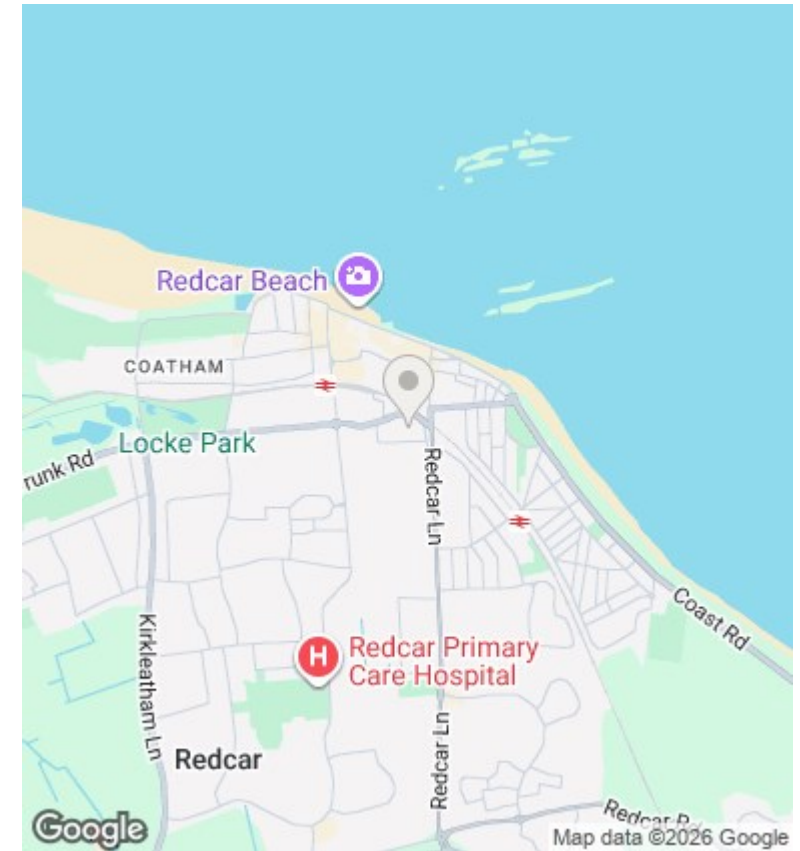 Redcar Beach
COATHAM
Locke Park
runk Rd
Redcar Ln
Coast Rd
Kirkleatham Ln
H
Redcar Primary
Care Hospital
Redcar Ln
Redcar
Redcar Rd
Google
Map data ©2026 Google